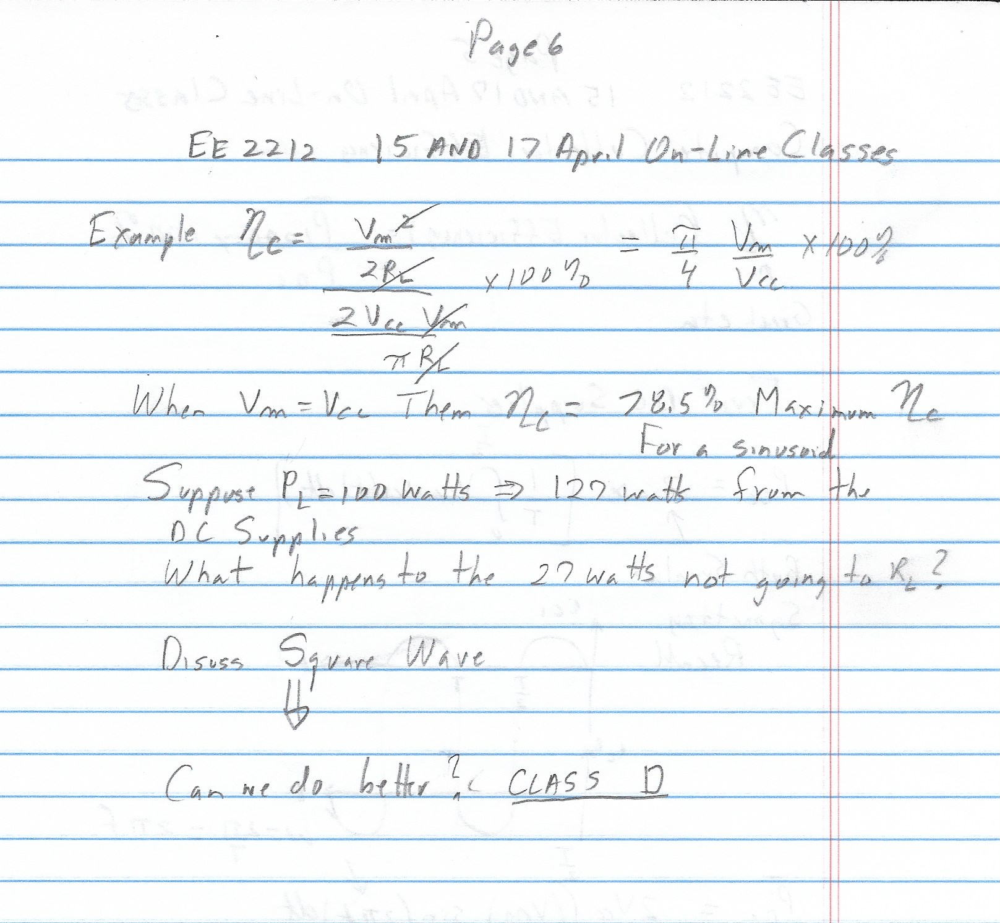 Page 6
EE 2212 15 AND 17 April On-Line Classes
Example ηc = Vm² / 2RL / 2Vcc Vm / πRL ×100% = π/4 Vm/Vcc ×100%
When Vm = Vcc Then ηc = 78.5% Maximum ηc
For a sinusoid
Suppose PL = 100 watts ⇒ 127 watts from the
DC Supplies
What happens to the 27 watts not going to RL?
Disuss Square Wave
⇓
Can we do better? CLASS D